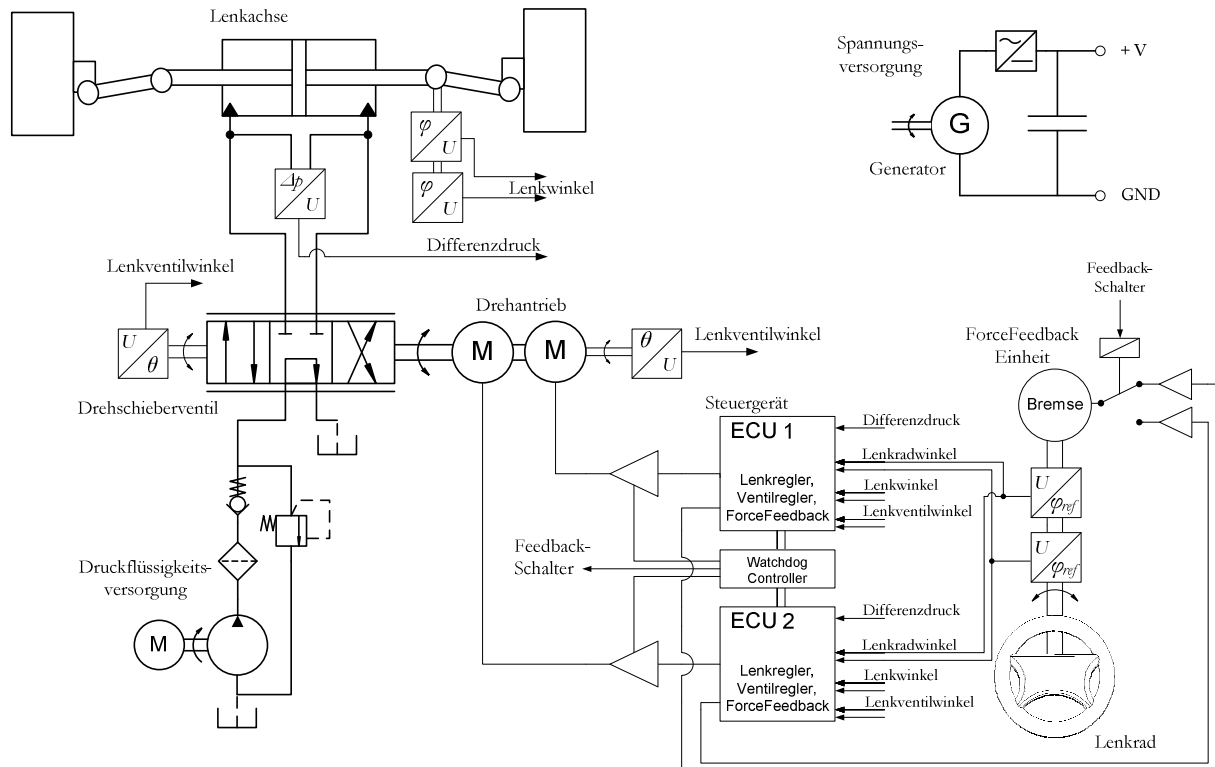 Lenkachse
Spannungs-
versorgung
+ V
G
Generator
GND
φ
U
φ
U
Lenkwinkel
Δp
U
Differenzdruck
Lenkventilwinkel
U
θ
Drehantrieb
M
M
θ
U
Lenkventilwinkel
Drehschieberventil
Feedback-
Schalter
ForceFeedback
Einheit
Bremse
Steuergerät
ECU 1
Lenkregler,
Ventilregler,
ForceFeedback
Differenzdruck
Lenkradwinkel
Lenkwinkel
Lenkventilwinkel
U
φref
U
φref
Feedback-
Schalter
Watchdog
Controller
Druckflüssigkeits-
versorgung
M
ECU 2
Lenkregler,
Ventilregler,
ForceFeedback
Differenzdruck
Lenkradwinkel
Lenkwinkel
Lenkventilwinkel
Lenkrad